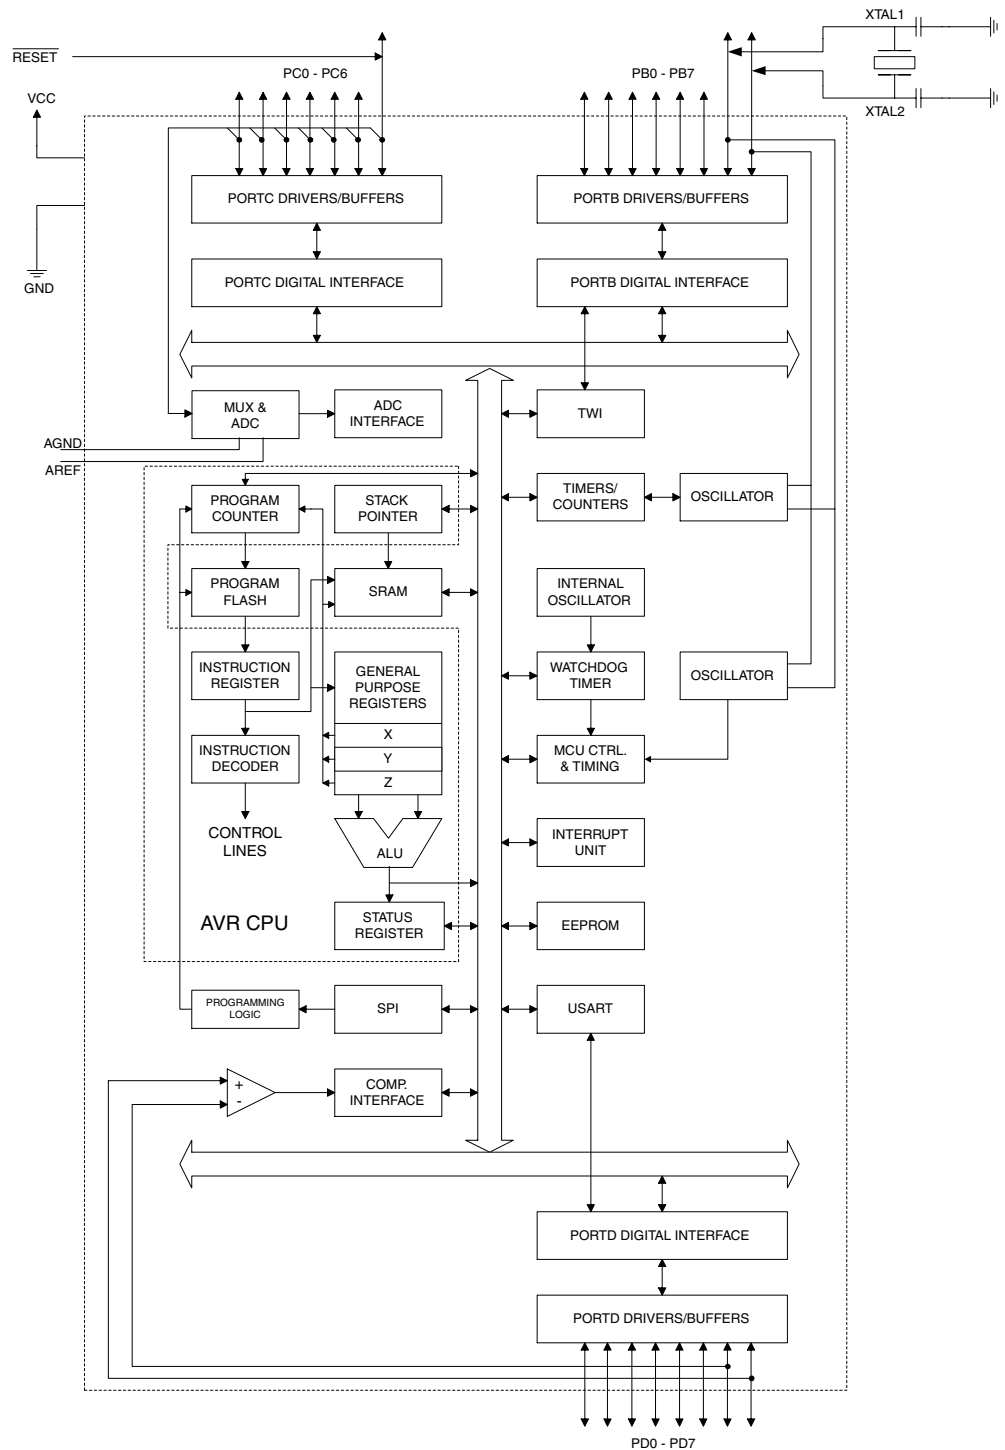 XTAL1
RESET
PC0 - PC6
PB0 - PB7
VCC
XTAL2
PORTC DRIVERS/BUFFERS
PORTB DRIVERS/BUFFERS
GND
PORTC DIGITAL INTERFACE
PORTB DIGITAL INTERFACE
MUX &
ADC
ADC
INTERFACE
TWI
AGND
AREF
PROGRAM
COUNTER
STACK
POINTER
TIMERS/
COUNTERS
OSCILLATOR
PROGRAM
FLASH
SRAM
INTERNAL
OSCILLATOR
INSTRUCTION
REGISTER
GENERAL
PURPOSE
REGISTERS
WATCHDOG
TIMER
OSCILLATOR
X
Y
Z
INSTRUCTION
DECODER
MCU CTRL.
& TIMING
CONTROL
LINES
ALU
INTERRUPT
UNIT
AVR CPU
STATUS
REGISTER
EEPROM
PROGRAMMING
LOGIC
SPI
USART
+
-
COMP.
INTERFACE
PORTD DIGITAL INTERFACE
PORTD DRIVERS/BUFFERS
PD0 - PD7